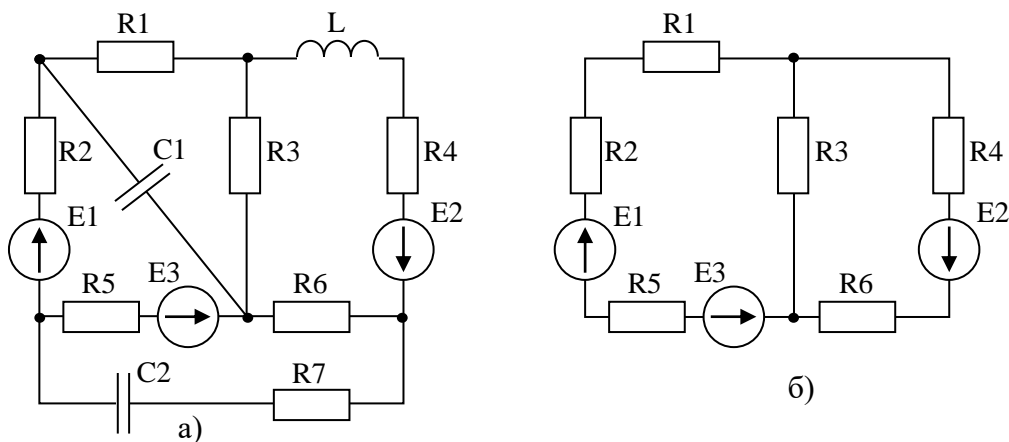 R1 L R1
R2 C1 R3 R4 R2 R3 R4
E1 E2 E1 E2
R5 E3 R6 R5 E3 R6
C2 R7
а) б)